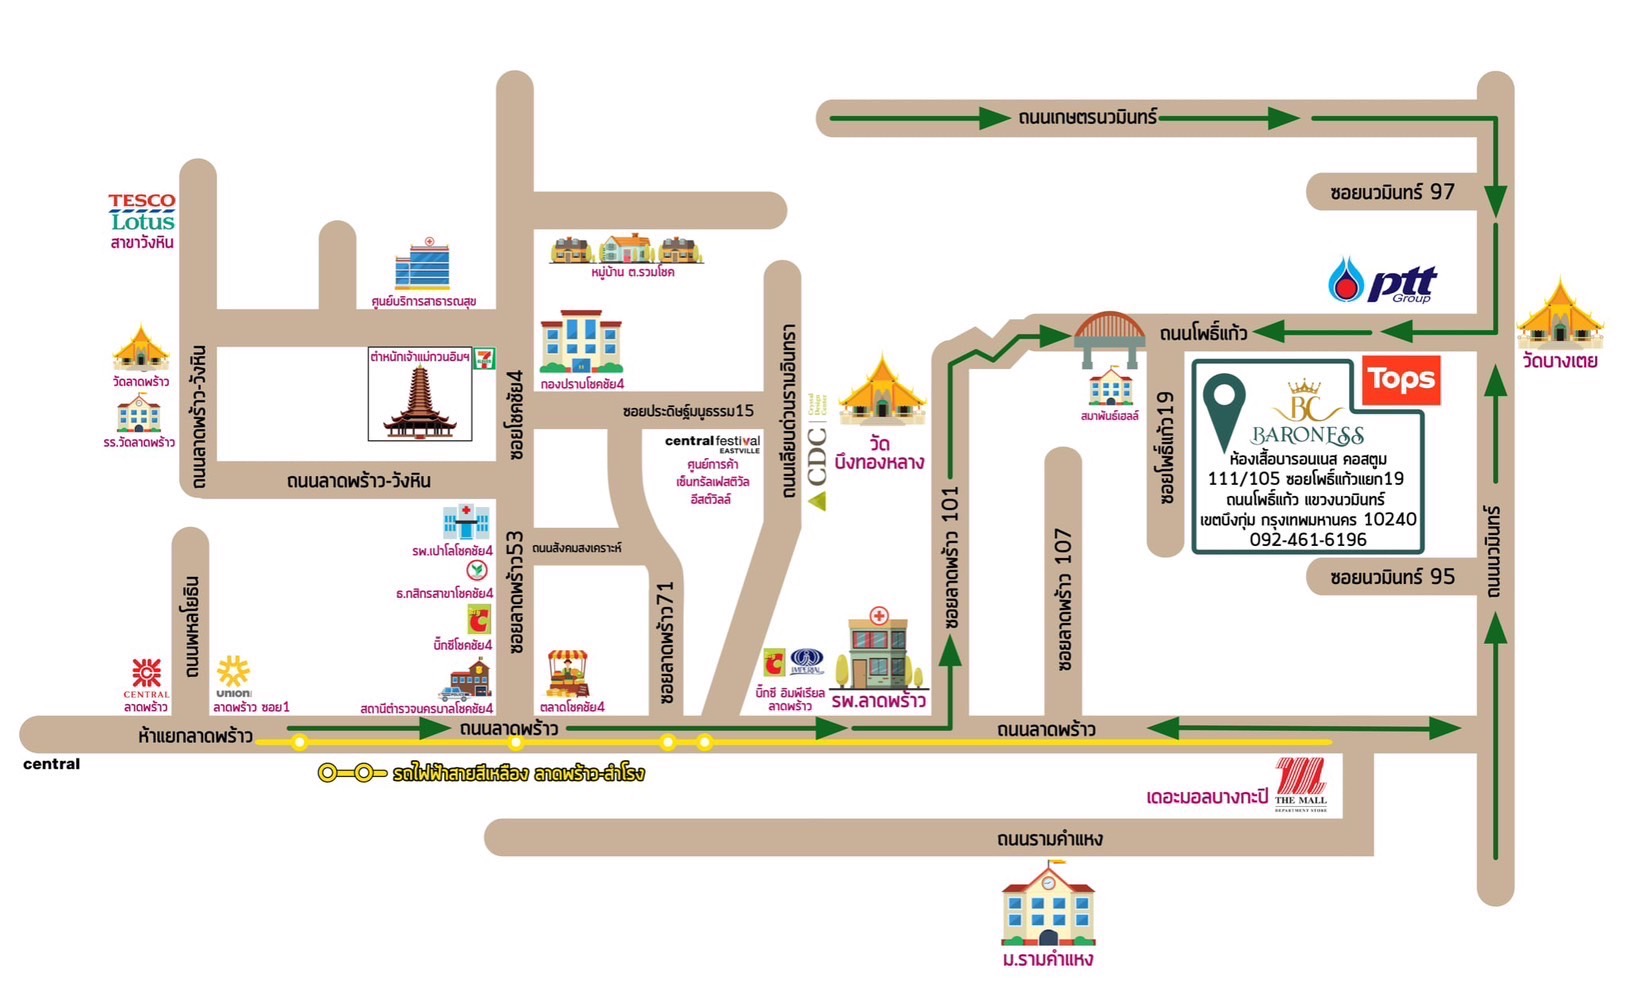 ถนนเกษตรนวมินทร์
ซอยนวมินทร์ 97
TESCO
Lotus
สาขาวังหิน
ศูนย์บริการสาธารณสุข
หมู่บ้าน ต.รวมโชค
ptt
Group
วัดบางเตย
ถนนโพธิ์แก้ว
วัดลาดพร้าว
รร.วัดลาดพร้าว
ถนนลาดพร้าว-วังหิน
ตำหนักเจ้าแม่กวนอิมฯ
7
ELEVEN
กองปราบโชคชัย4
ซอยโชคชัย4
ซอยประดิษฐ์มนูธรรม15
centralfestival
EASTVILLE
ศูนย์การค้า
เซ็นทรัลเฟสติวัล
อีสต์วิลล์
ถนนเลียบด่วนรามอินทรา
CDC
Crystal
Design
Center
วัด
บึงทองหลาง
สมาพันธ์เฮลล์
ซอยโพธิ์แก้ว19
Tops
BC
BARONESS
ห้องเสื้อบารอนเนส คอสตูม
111/105 ซอยโพธิ์แก้วแยก19
ถนนโพธิ์แก้ว แขวงนวมินทร์
เขตบึงกุ่ม กรุงเทพมหานคร 10240
092-461-6196
ถนนลาดพร้าว-วังหิน
รพ.เปาโลโชคชัย4
ธ.กสิกรสาขาโชคชัย4
บิ๊กซีโชคชัย4
สถานีตำรวจนครบาลโชคชัย4
ซอยลาดพร้าว53
ถนนสังคมสงเคราะห์
ตลาดโชคชัย4
ซอยลาดพร้าว71
ซอยลาดพร้าว 101
ซอยลาดพร้าว 107
ซอยนวมินทร์ 95
ถนนนวมินทร์
ถนนพหลโยธิน
CENTRAL
ลาดพร้าว
UNION
ลาดพร้าว ซอย1
IMPERIAL
บิ๊กซี อิมพีเรียล
ลาดพร้าว
รพ.ลาดพร้าว
ห้าแยกลาดพร้าว
ถนนลาดพร้าว
ถนนลาดพร้าว
central
รถไฟฟ้าสายสีเหลือง ลาดพร้าว-สำโรง
เดอะมอลบางกะปิ
THE MALL
DEPARTMENT STORE
ถนนรามคำแหง
ม.รามคำแหง